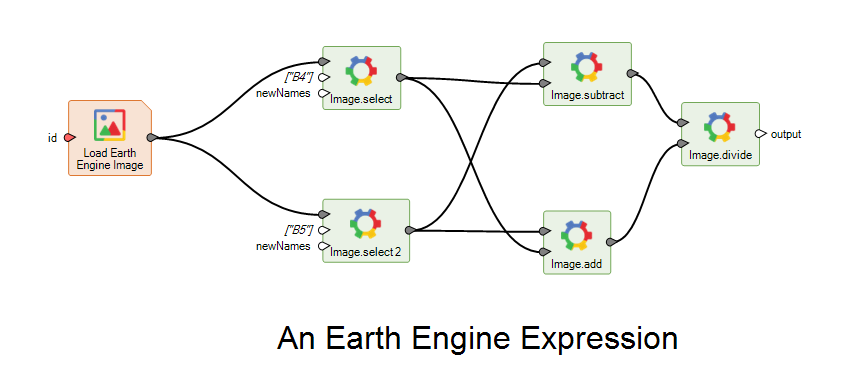 id
Load Earth
Engine Image
["B4"]
newNames
Image.select
["B5"]
newNames
Image.select 2
Image.subtract
Image.add
Image.divide
output
An Earth Engine Expression